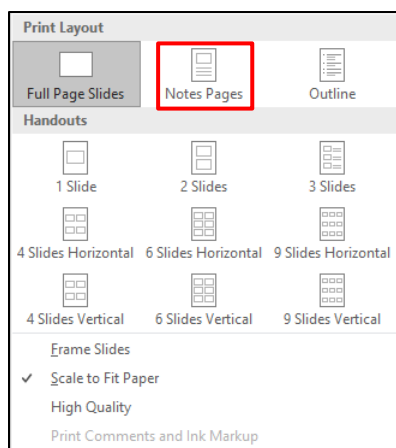 Print Layout
Full Page Slides Notes Pages Outline
Handouts
1 Slide 2 Slides 3 Slides
4 Slides Horizontal 6 Slides Horizontal 9 Slides Horizontal
4 Slides Vertical 6 Slides Vertical 9 Slides Vertical
Frame Slides
Scale to Fit Paper
High Quality
Print Comments and Ink Markup